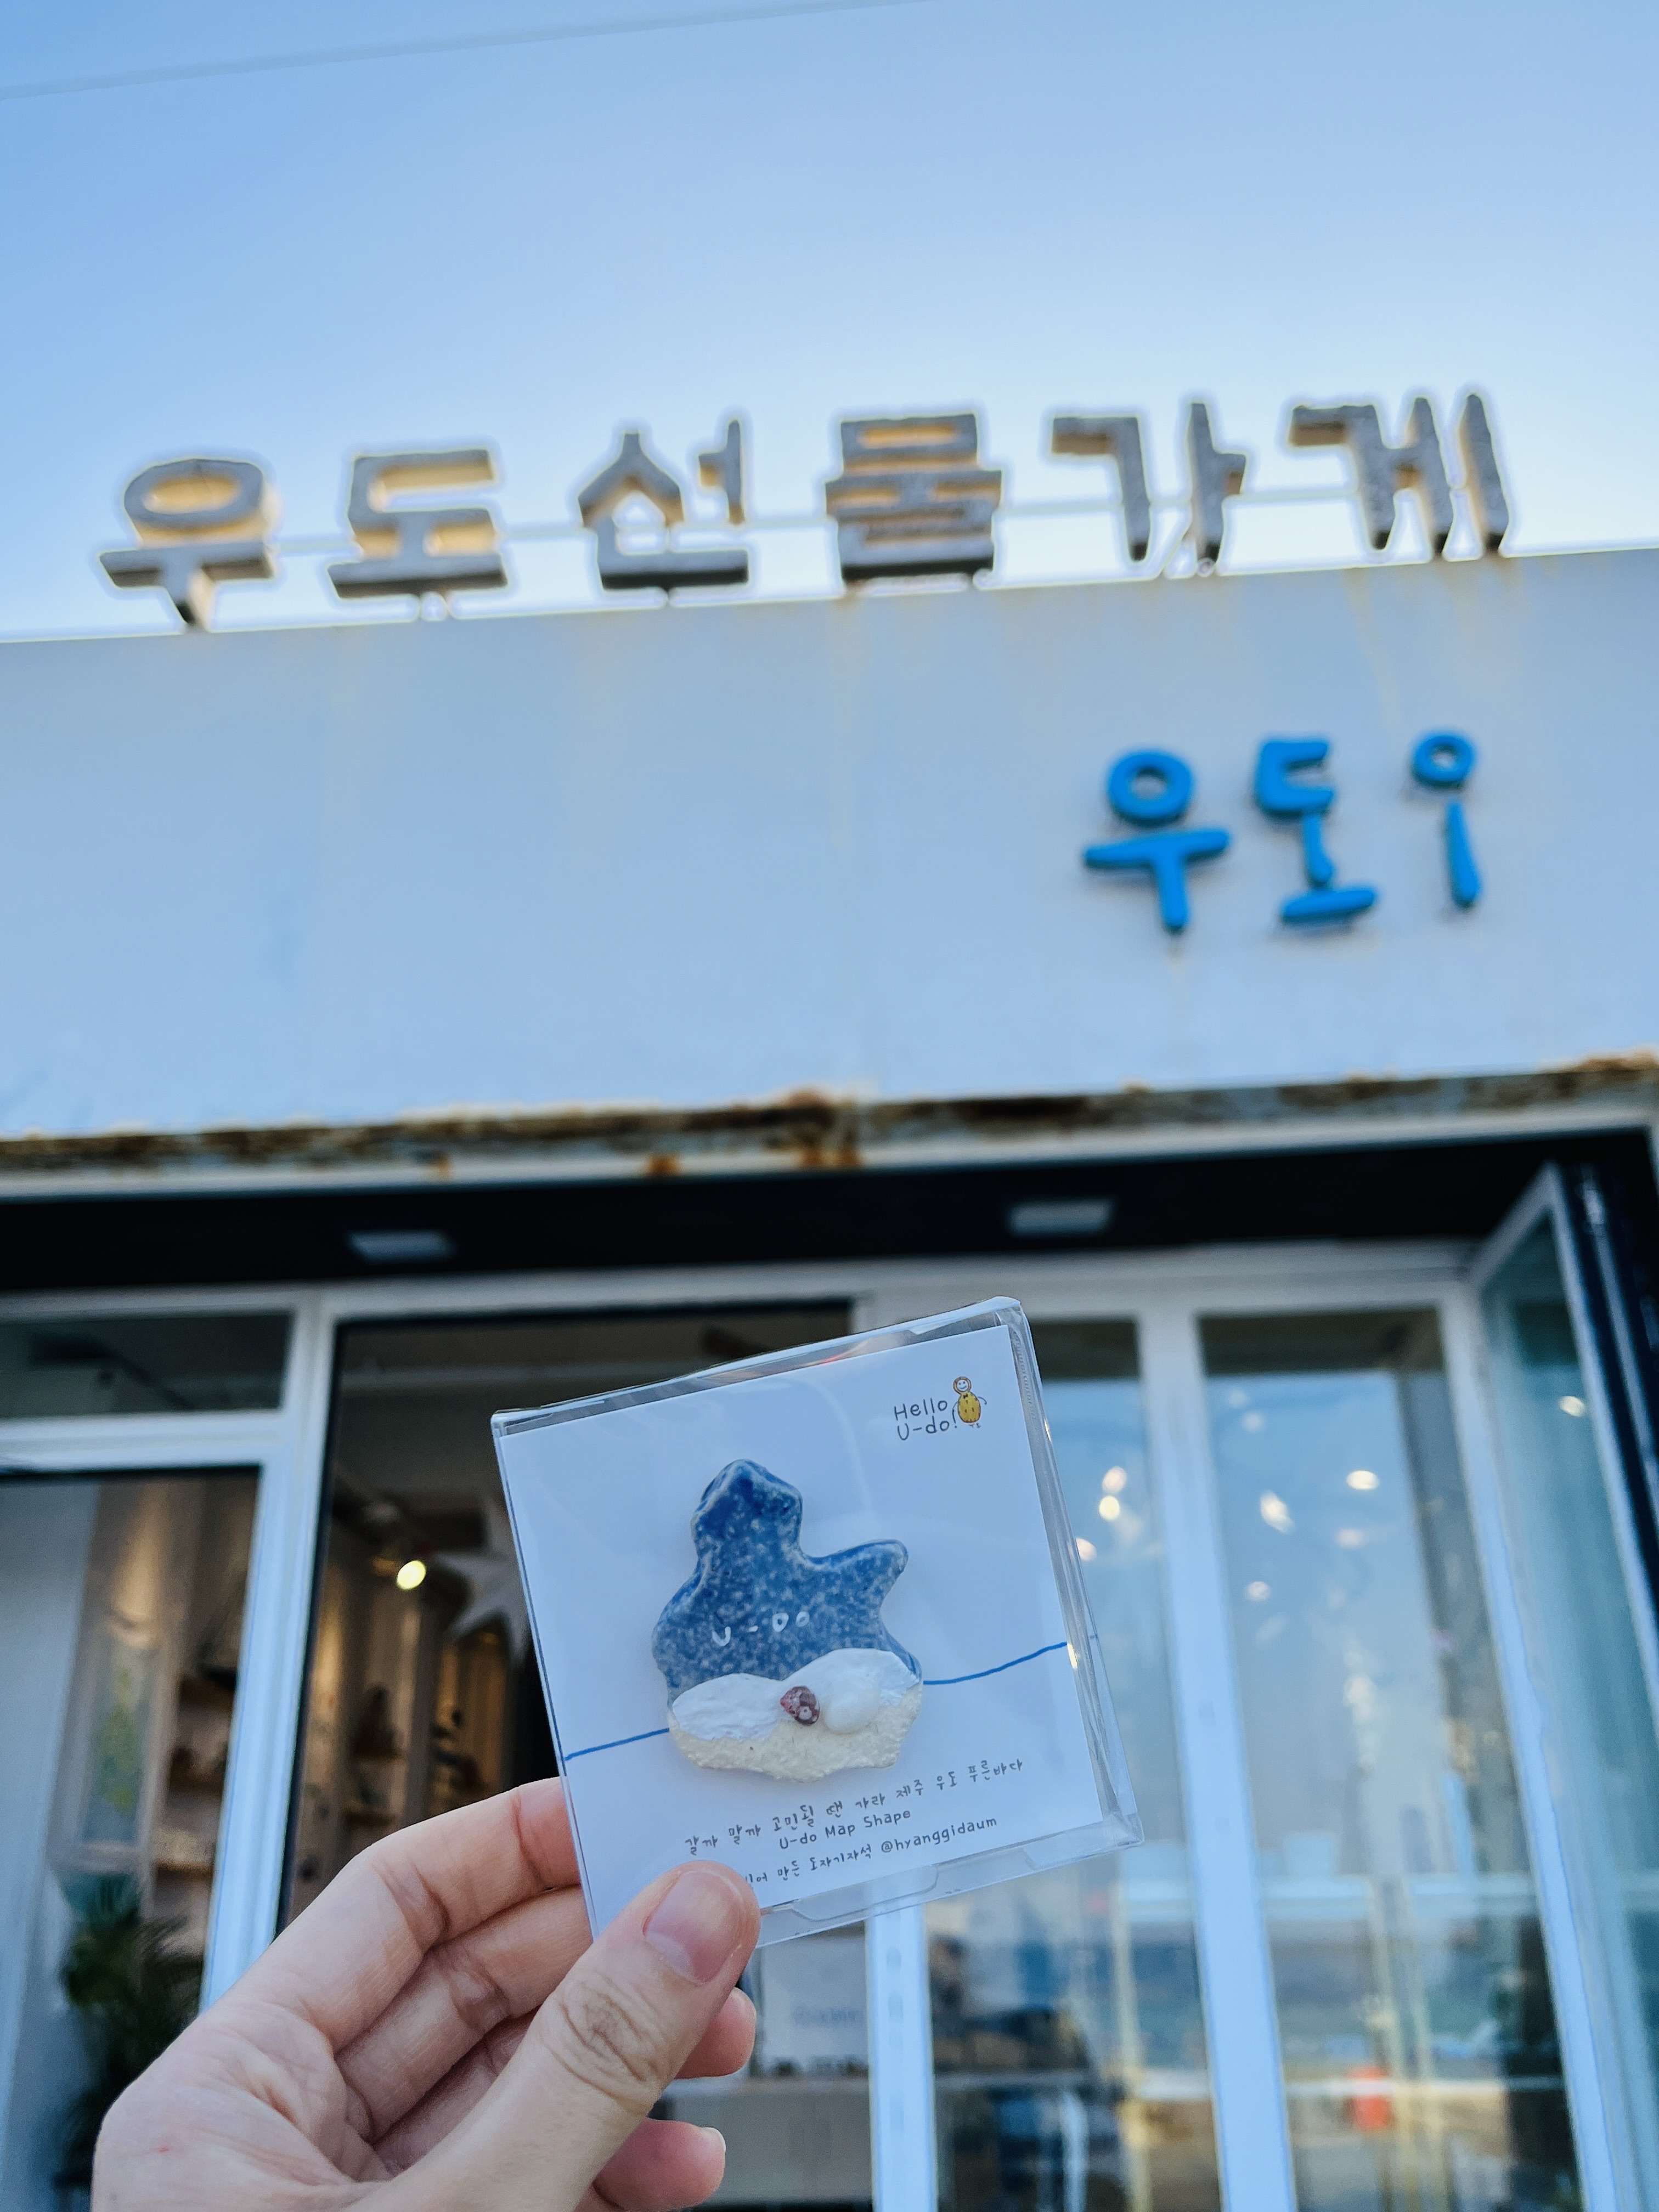 우도선물가게
우도i
Hello
U-do!
U-Do
갈까 말까 고민될 땐 가라 제주 우도 푸른바다
U-do Map Shape
만든 도자기자석 @hyanggidaum